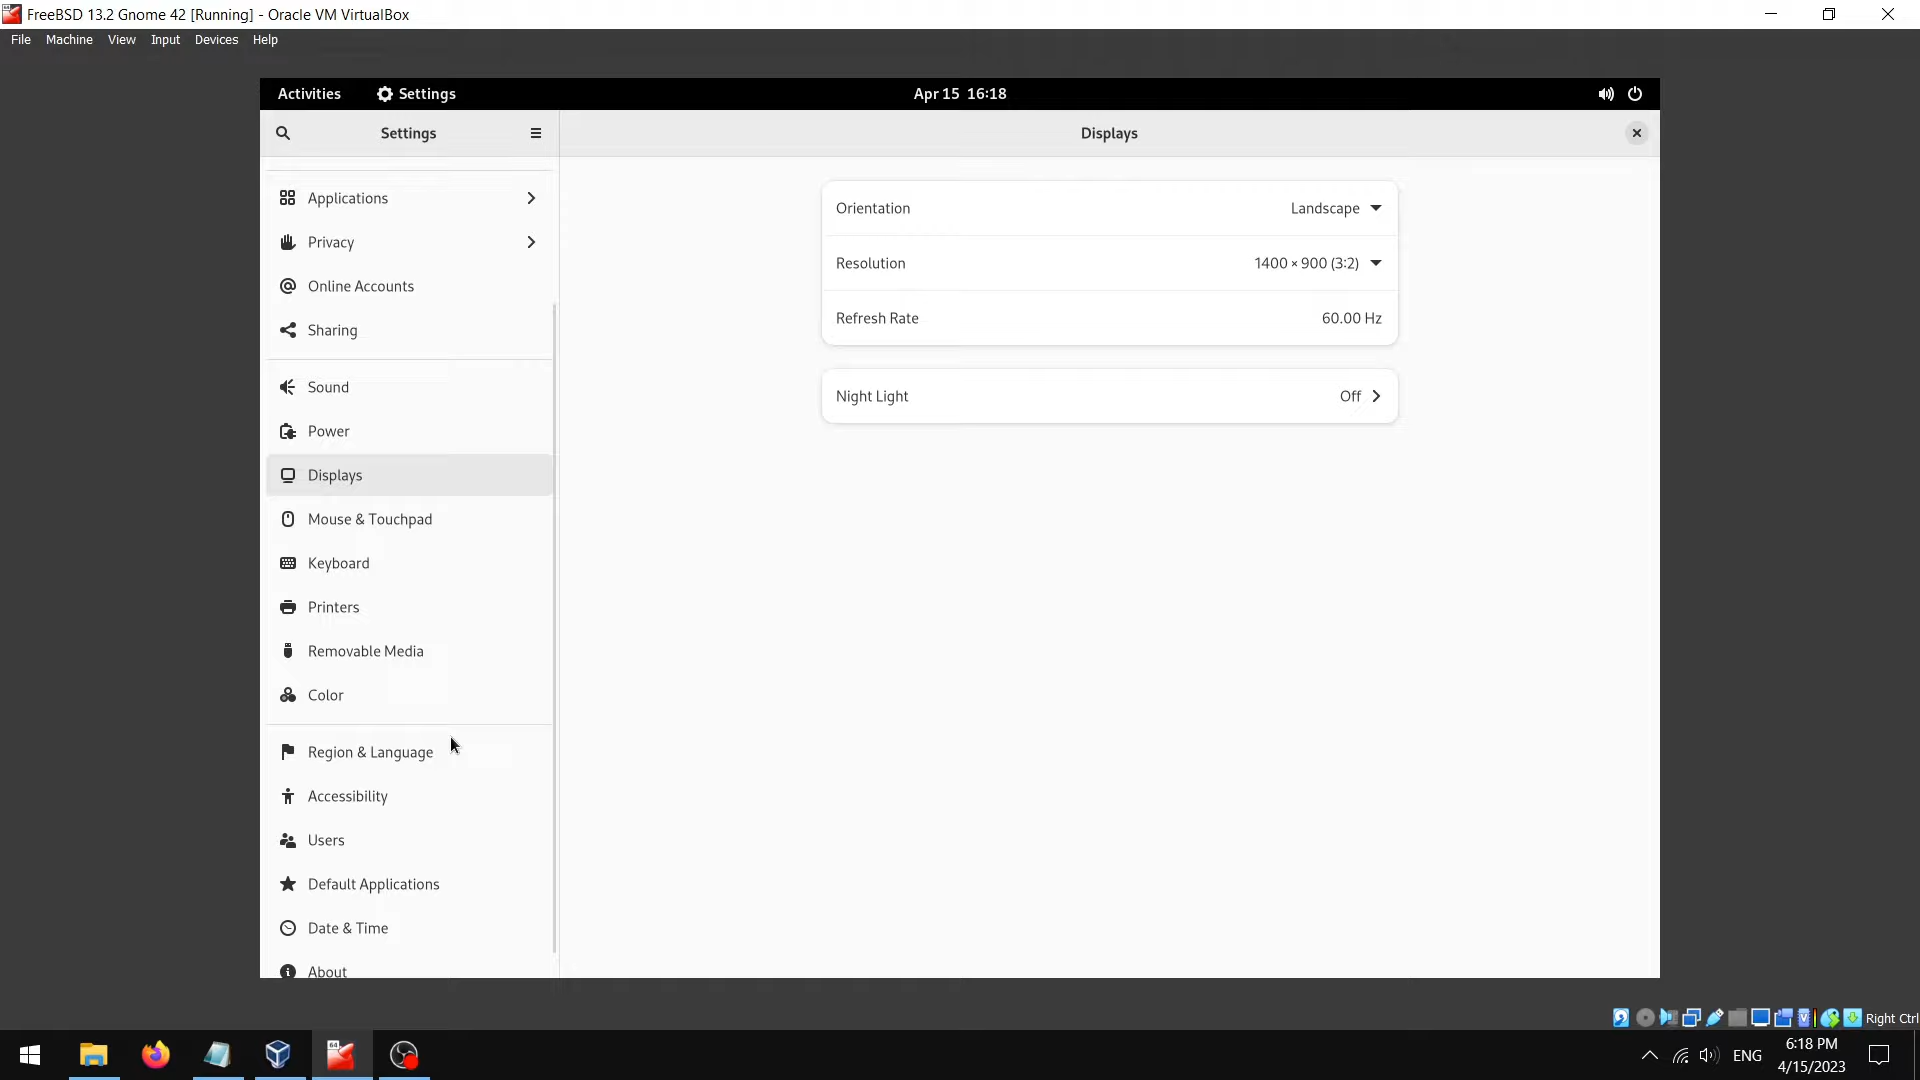 FreeBSD 13.2 Gnome 42 [Running] - Oracle VM VirtualBox
File Machine View Input Devices Help
Activities Settings Apr 15 16:18
Settings Displays
Applications
Privacy
Online Accounts
Sharing
Sound
Power
Displays
Mouse & Touchpad
Keyboard
Printers
Removable Media
Color
Region & Language
Accessibility
Users
Default Applications
Date & Time
About
Orientation Landscape
Resolution 1400 × 900 (3:2)
Refresh Rate 60.00 Hz
Night Light Off
Right Ctrl
ENG
6:18 PM
4/15/2023